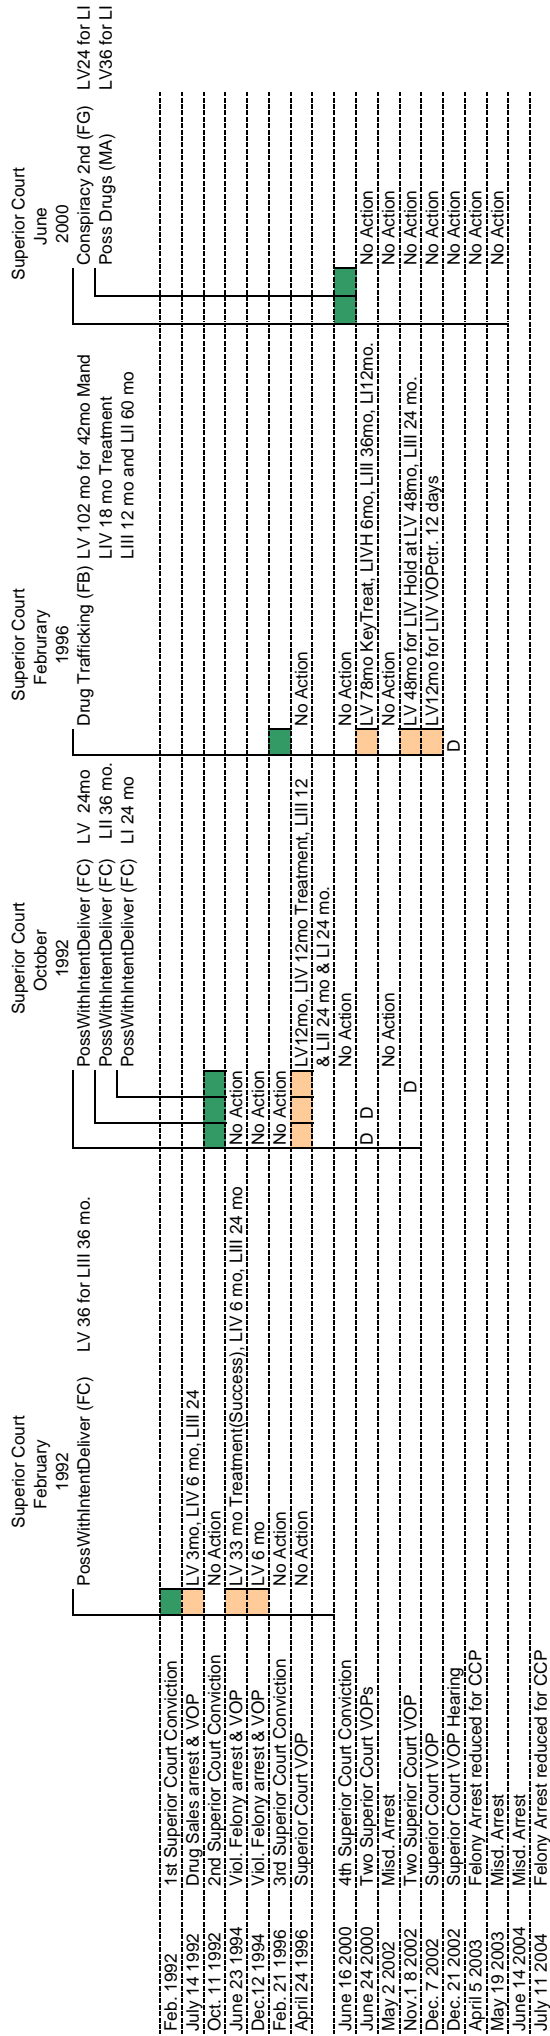 Superior Court
February
1992
PossWithIntentDeliver (FC) LV 36 for LIII 36 mo.
Superior Court
October
1992
PossWithIntentDeliver (FC) LV 24mo
PossWithIntentDeliver (FC) LII 36 mo.
PossWithIntentDeliver (FC) LI 24 mo
Superior Court
Februrary
1996
Drug Trafficking (FB) LV 102 mo for 42mo Mand
LIV 18 mo Treatment
LIII 12 mo and LII 60 mo
Superior Court
June
2000
Conspiracy 2nd (FG) LV24 for LI
Poss Drugs (MA) LV36 for LI
Feb. 1992 1st Superior Court Conviction
July 14 1992 Drug Sales arrest & VOP LV 3mo, LIV 6 mo, LIII 24
Oct. 11 1992 2nd Superior Court Conviction No Action
June 23 1994 Viol. Felony arrest & VOP LV 33 mo Treatment(Success), LIV 6 mo, LIII 24 mo No Action
Dec.12 1994 Viol. Felony arrest & VOP LV 6 mo No Action
Feb. 21 1996 3rd Superior Court Conviction No Action No Action
April 24 1996 Superior Court VOP No Action LV12mo, LIV 12mo Treatment, LIII 12 No Action
& LII 24 mo & LI 24 mo.
June 16 2000 4th Superior Court Conviction No Action No Action
June 24 2000 Two Superior Court VOPs D D LV 78mo KeyTreat, LIVH 6mo, LIII 36mo, LI12mo. No Action
May 2 2002 Misd. Arrest No Action No Action No Action
Nov.1 8 2002 Two Superior Court VOP D LV 48mo for LIV Hold at LV 48mo, LIII 24 mo. No Action
Dec. 7 2002 Superior Court VOP LV12mo for LIV VOPctr. 12 days No Action
Dec. 21 2002 Superior Court VOP Hearing D No Action
April 5 2003 Felony Arrest reduced for CCP No Action
May 19 2003 Misd. Arrest No Action
June 14 2004 Misd. Arrest
July 11 2004 Felony Arrest reduced for CCP